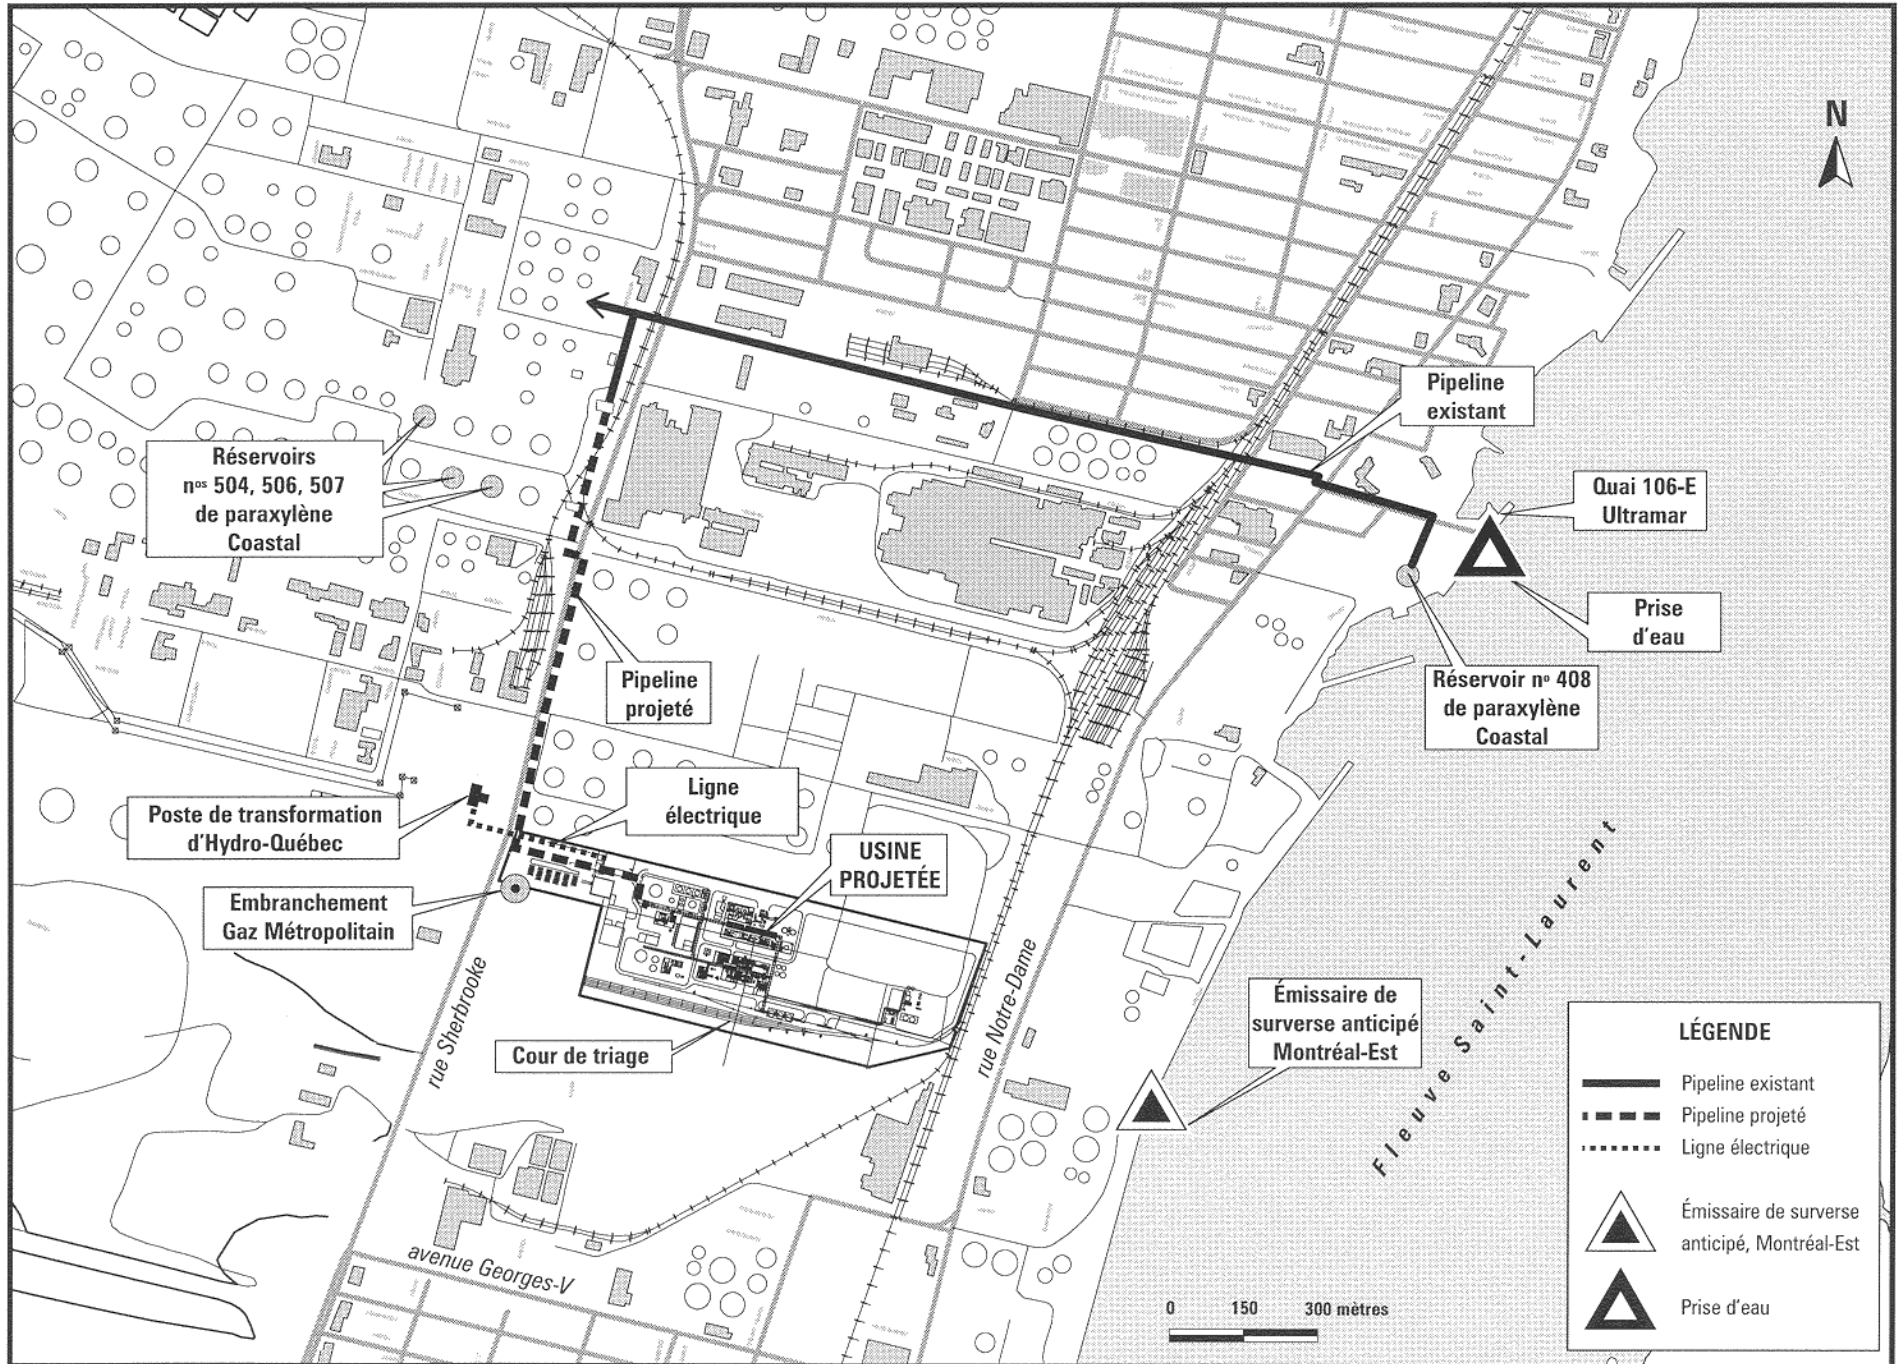 N
Pipeline
existant
Réservoirs
nos 504, 506, 507
de paraxylène
Coastal
Quai 106-E
Ultramar
Prise
d'eau
Pipeline
projeté
Réservoir no 408
de paraxylène
Coastal
Ligne
électrique
Poste de transformation
d'Hydro-Québec
USINE
PROJETÉE
Embranchement
Gaz Métropolitain
rue Sherbrooke
rue Notre-Dame
Fleuve Saint-Laurent
Émissaire de
surverse anticipé
Montréal-Est
Cour de triage
avenue Georges-V
0 150 300 mètres
LÉGENDE
Pipeline existant
Pipeline projeté
Ligne électrique
Émissaire de surverse
anticipé, Montréal-Est
Prise d'eau